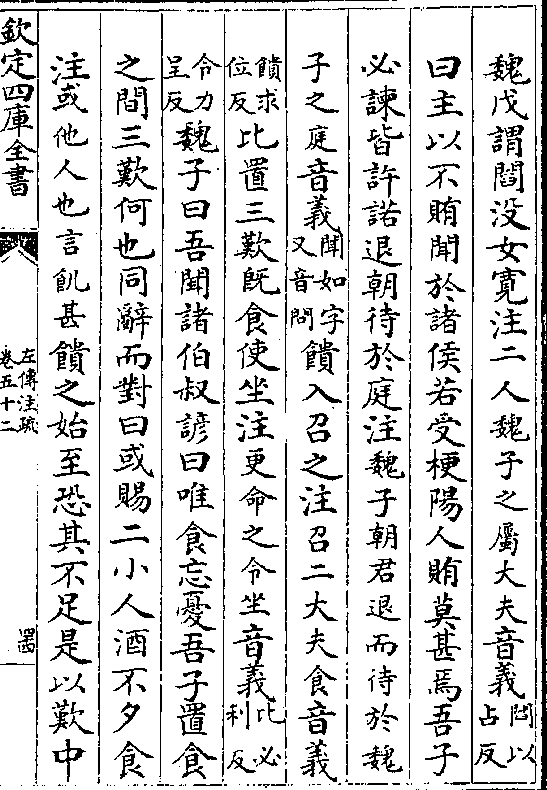 魏戊謂閻没女寛注二人魏子之屬大夫音義閻以占反
曰主以不賄聞於諸侯若受梗陽人賄莫甚焉吾子
必諫皆許諾退朝待於庭注魏子朝君退而待於魏
子之庭音義聞如字又音問饋入召之注召二大夫食音義
饋求位反比置三歎既食使坐注更命之令坐音義比必利反
令力呈反魏子曰吾聞諸伯叔諺曰唯食忘憂吾子置食
之間三歎何也同辭而對曰或賜二小人酒不夕食
注或他人也言飢甚饋之始至恐其不足是以歎中
欽定四庫全書
左傳注疏
卷五十二